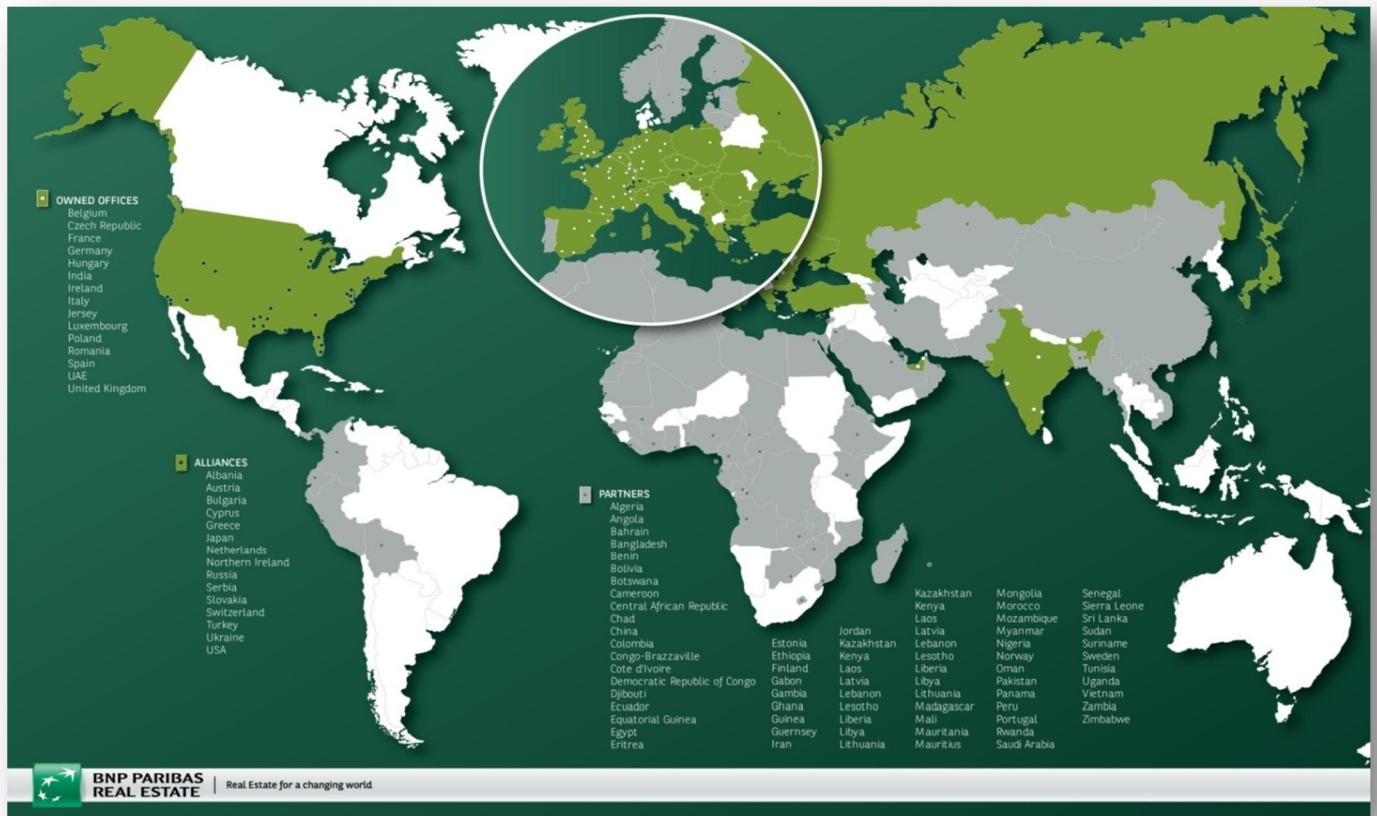 OWNED OFFICES
Belgium
Czech Republic
France
Germany
Hungary
India
Ireland
Italy
Jersey
Luxembourg
Poland
Romania
Spain
UAE
United Kingdom
ALLIANCES
Albania
Austria
Bulgaria
Cyprus
Greece
Japan
Netherlands
Northern Ireland
Russia
Serbia
Slovakia
Switzerland
Turkey
Ukraine
USA
PARTNERS
Algeria
Angola
Bahrain
Bangladesh
Benin
Bolivia
Botswana
Cameroon
Central African Republic
Chad
China
Colombia
Congo-Brazzaville
Cote d'Ivoire
Democratic Republic of Congo
Djibouti
Ecuador
Equatorial Guinea
Egypt
Eritrea
Estonia
Ethiopia
Finland
Gabon
Gambia
Ghana
Guinea
Guernsey
Iran
Jordan
Kazakhstan
Kenya
Laos
Latvia
Lebanon
Lesotho
Liberia
Libya
Lithuania
Kazakhstan
Kenya
Laos
Latvia
Lebanon
Lesotho
Liberia
Libya
Lithuania
Madagascar
Mali
Mauritania
Mauritius
Mongolia
Morocco
Mozambique
Myanmar
Nigeria
Norway
Oman
Pakistan
Panama
Peru
Portugal
Rwanda
Saudi Arabia
Senegal
Sierra Leone
Sri Lanka
Sudan
Suriname
Sweden
Tunisia
Uganda
Vietnam
Zambia
Zimbabwe
BNP PARIBAS
REAL ESTATE
Real Estate for a changing world